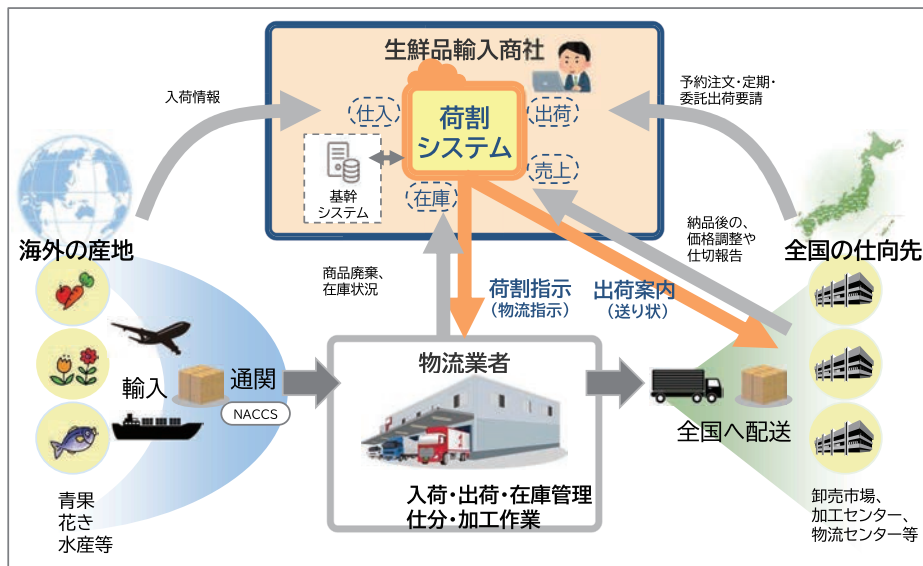 生鮮品輸入商社
入荷情報
予約注文・定期・
委託出荷要請
仕入
荷割
システム
出荷
基幹
システム
在庫
売上
海外の産地
商品廃棄、
在庫状況
荷割指示
（物流指示）
出荷案内
（送り状）
納品後の、
価格調整や
仕切報告
全国の仕向先
輸入
通関
NACCS
物流業者
1
全国へ配送
入荷・出荷・在庫管理
仕分・加工作業
青果
花き
水産等
卸売市場、
加工センター、
物流センター等